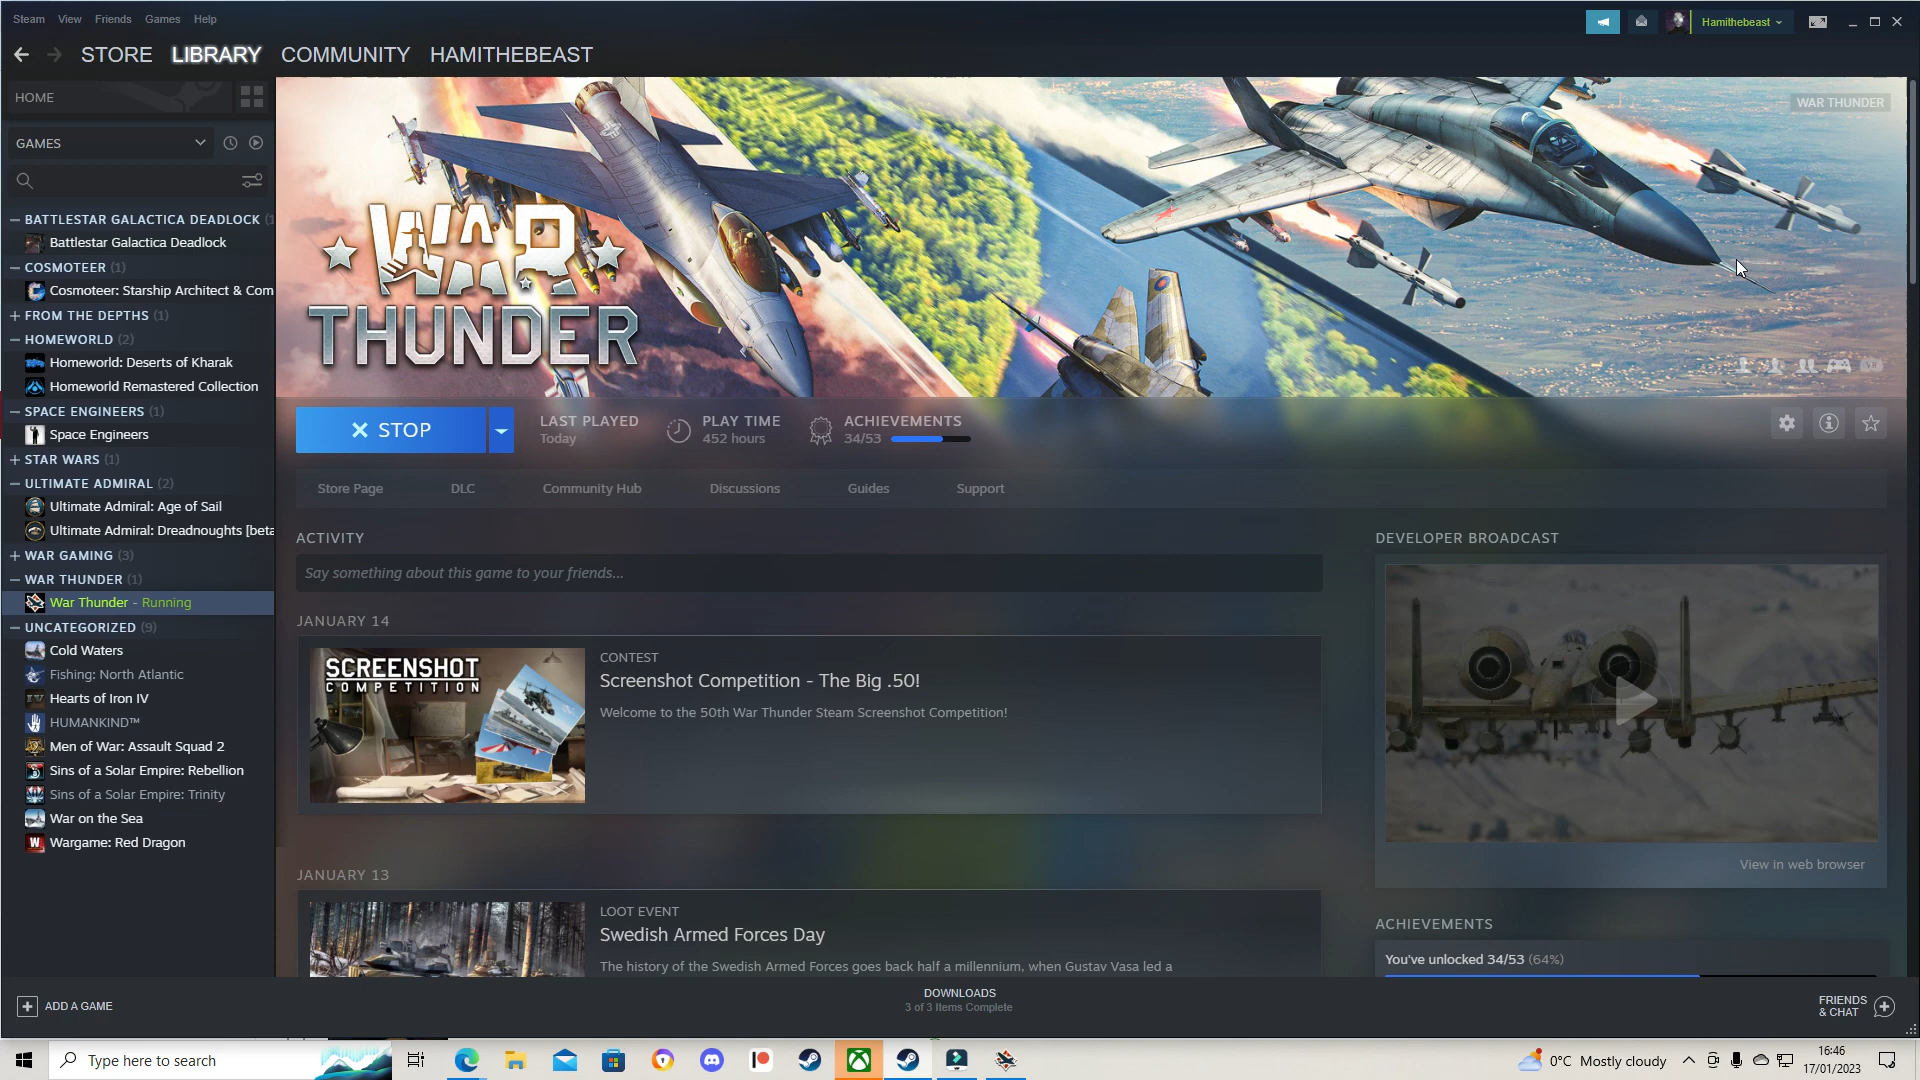 Steam View Friends Games Help
Hamithebeast
STORE LIBRARY COMMUNITY HAMITHEBEAST
HOME
WAR THUNDER
GAMES
BATTLESTAR GALACTICA DEADLOCK (1
Battlestar Galactica Deadlock
COSMOTEER (1)
Cosmoteer: Starship Architect & Com
FROM THE DEPTHS (1)
HOMEWORLD (2)
Homeworld: Deserts of Kharak
Homeworld Remastered Collection
SPACE ENGINEERS (1)
Space Engineers
STAR WARS (1)
ULTIMATE ADMIRAL (2)
Ultimate Admiral: Age of Sail
Ultimate Admiral: Dreadnoughts [beta
WAR GAMING (3)
WAR THUNDER (1)
War Thunder - Running
UNCATEGORIZED (9)
Cold Waters
Fishing: North Atlantic
Hearts of Iron IV
HUMANKIND™
Men of War: Assault Squad 2
Sins of a Solar Empire: Rebellion
Sins of a Solar Empire: Trinity
War on the Sea
Wargame: Red Dragon
WAR
THUNDER
STOP
LAST PLAYED
Today
PLAY TIME
452 hours
ACHIEVEMENTS
34/53
Store Page DLC Community Hub Discussions Guides Support
ACTIVITY
Say something about this game to your friends...
JANUARY 14
SCREENSHOT
COMPETITION
CONTEST
Screenshot Competition - The Big .50!
Welcome to the 50th War Thunder Steam Screenshot Competition!
JANUARY 13
LOOT EVENT
Swedish Armed Forces Day
The history of the Swedish Armed Forces goes back half a millennium, when Gustav Vasa led a
DEVELOPER BROADCAST
View in web browser
ACHIEVEMENTS
You've unlocked 34/53 (64%)
ADD A GAME
DOWNLOADS
3 of 3 Items Complete
FRIENDS
& CHAT
Type here to search
0°C Mostly cloudy
16:46
17/01/2023